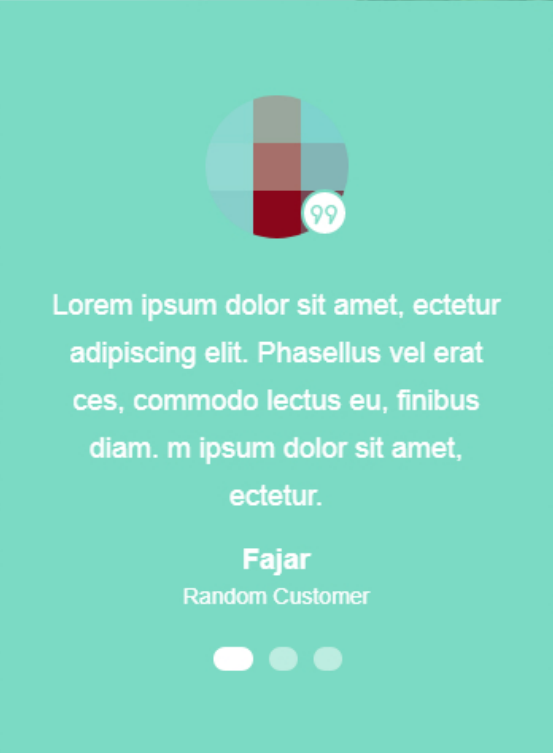 Lorem ipsum dolor sit amet, ectetur
adipiscing elit. Phasellus vel erat
ces, commodo lectus eu, finibus
diam. m ipsum dolor sit amet,
ectetur.
Fajar
Random Customer